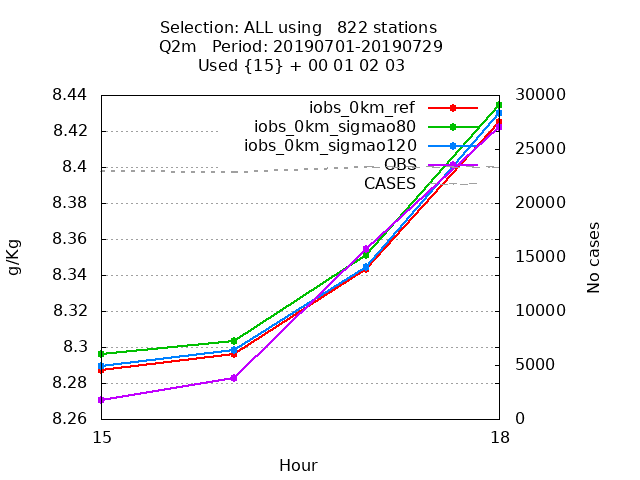 Selection: ALL using   822 stations
Q2m   Period: 20190701-20190729
Used {15} + 00 01 02 03
8.44
8.42
8.4
8.38
8.36
8.34
8.32
8.3
8.28
8.26
g/Kg
iobs_0km_ref
iobs_0km_sigmao80
iobs_0km_sigmao120
OBS
CASES
30000
25000
20000
15000
10000
5000
0
No cases
15
18
Hour